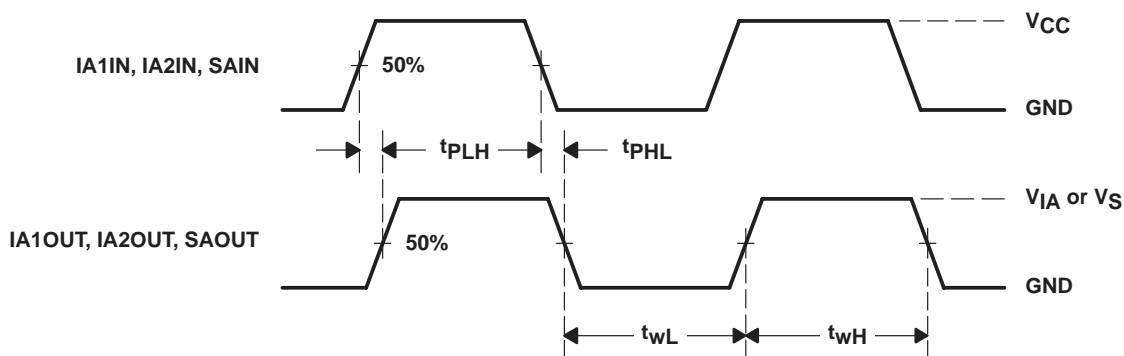 VCC
IA1IN, IA2IN, SAIN
50%
GND
tPLH
tPHL
VIA or VS
IA1OUT, IA2OUT, SAOUT
50%
GND
twL
twH